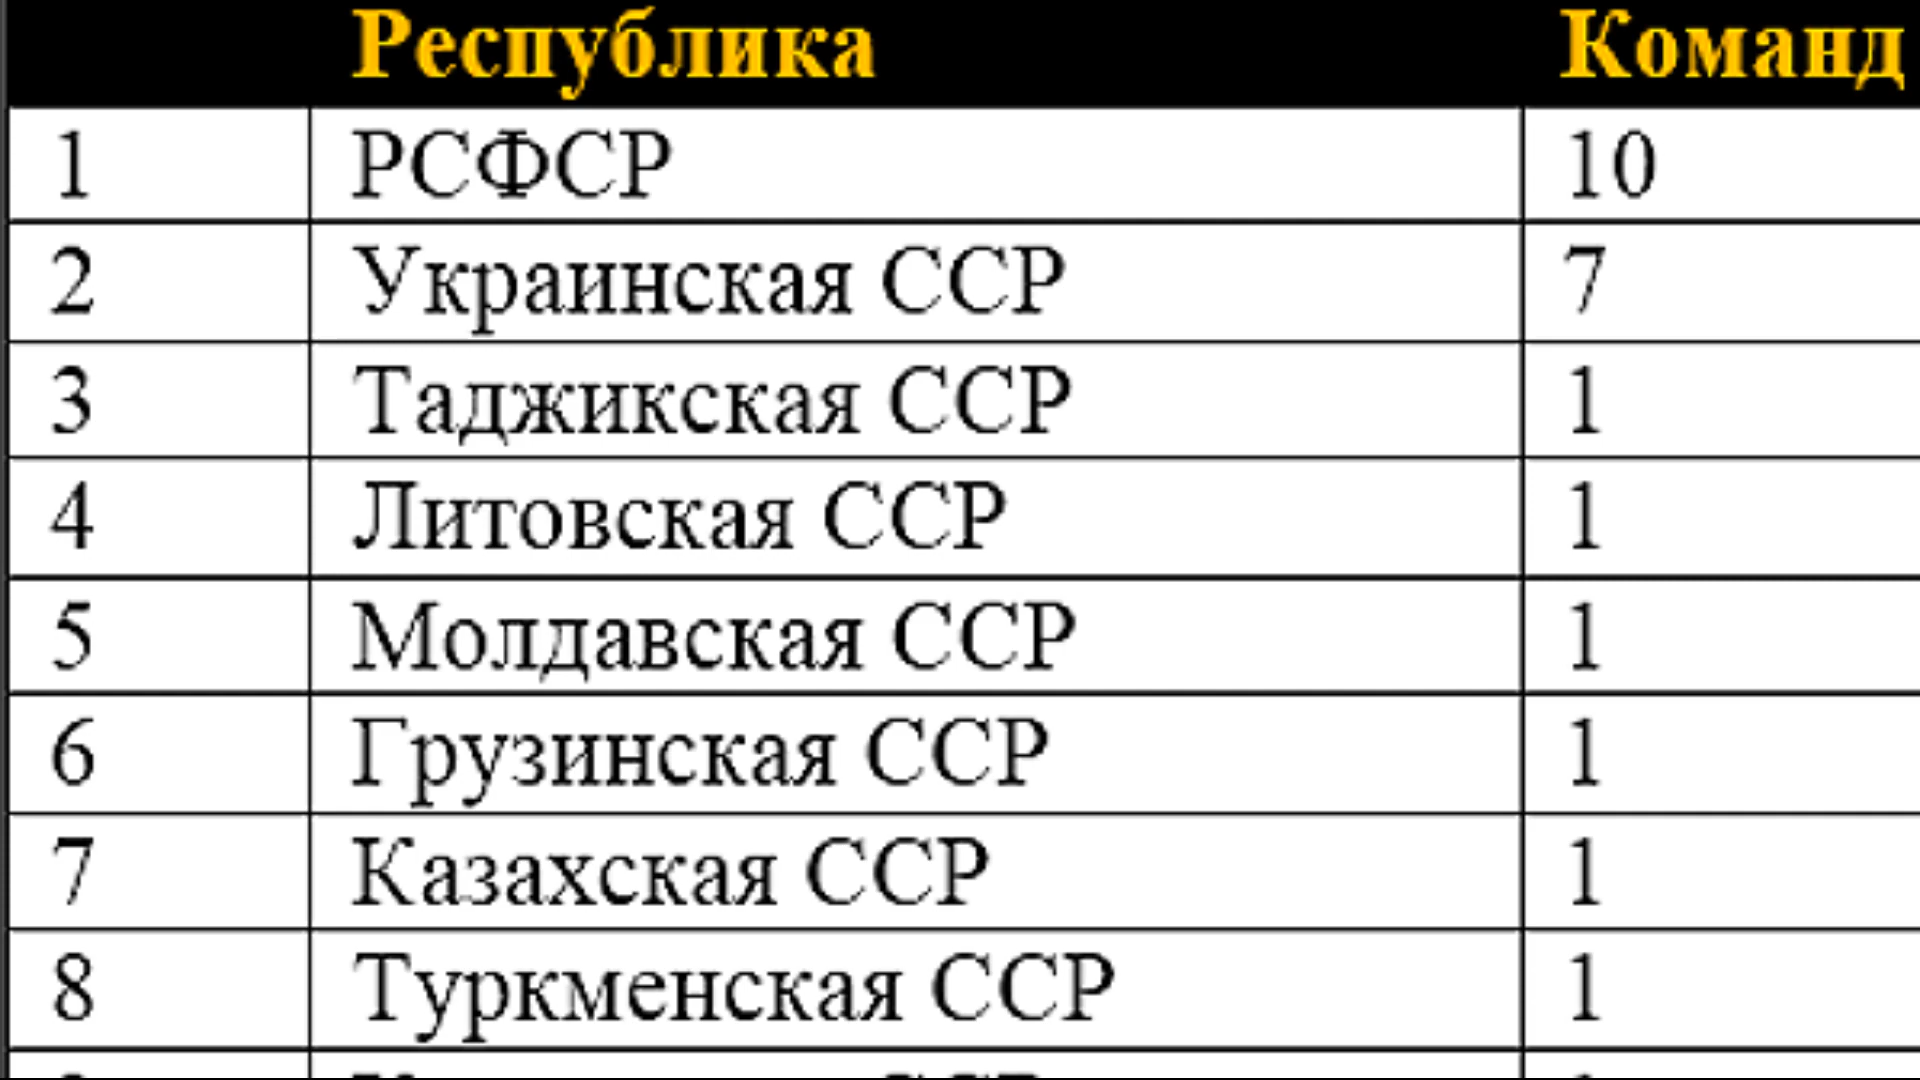 Республика Команд
1 РСФСР 10
2 Украинская ССР 7
3 Таджикская ССР 1
4 Литовская ССР 1
5 Молдавская ССР 1
6 Грузинская ССР 1
7 Казахская ССР 1
8 Туркменская ССР 1